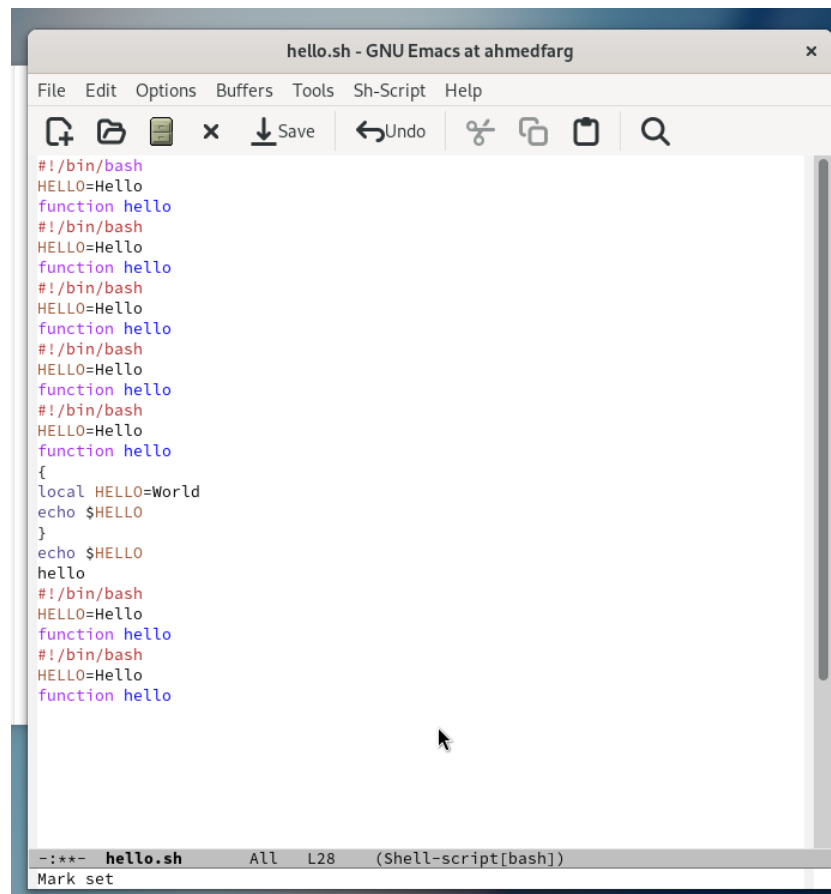 hello.sh - GNU Emacs at ahmedfarg
File Edit Options Buffers Tools Sh-Script Help
Save Undo
#!/bin/bash
HELLO=Hello
function hello
#!/bin/bash
HELLO=Hello
function hello
#!/bin/bash
HELLO=Hello
function hello
#!/bin/bash
HELLO=Hello
function hello
#!/bin/bash
HELLO=Hello
function hello
{
local HELLO=World
echo $HELLO
}
echo $HELLO
hello
#!/bin/bash
HELLO=Hello
function hello
#!/bin/bash
HELLO=Hello
function hello
-:**- hello.sh All L28 (Shell-script[bash])
Mark set